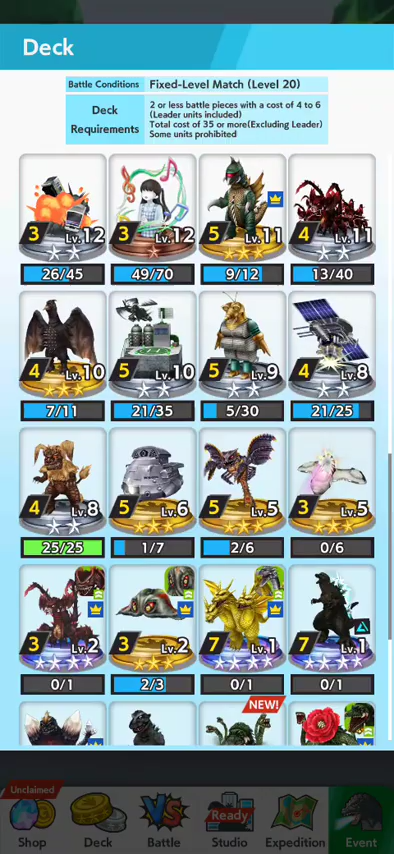 Deck
Battle Conditions Fixed-Level Match (Level 20)
Deck Requirements
2 or less battle pieces with a cost of 4 to 6
(Leader units included)
Total cost of 35 or more(Excluding Leader)
Some units prohibited
3 Lv.12 3 Lv.12 5 Lv.11 4 Lv.11
26/45 49/70 9/12 13/40
4 Lv.10 5 Lv.10 5 Lv.9 4 Lv.8
7/11 21/35 5/30 21/25
4 Lv.8 5 Lv.6 5 Lv.5 3 Lv.5
25/25 1/7 2/6 0/6
3 Lv.2 3 Lv.2 7 Lv.1 7 Lv.1
0/1 2/3 0/1 0/1
NEW!
Unclaimed
Ready
Shop Deck Battle Studio Expedition Event